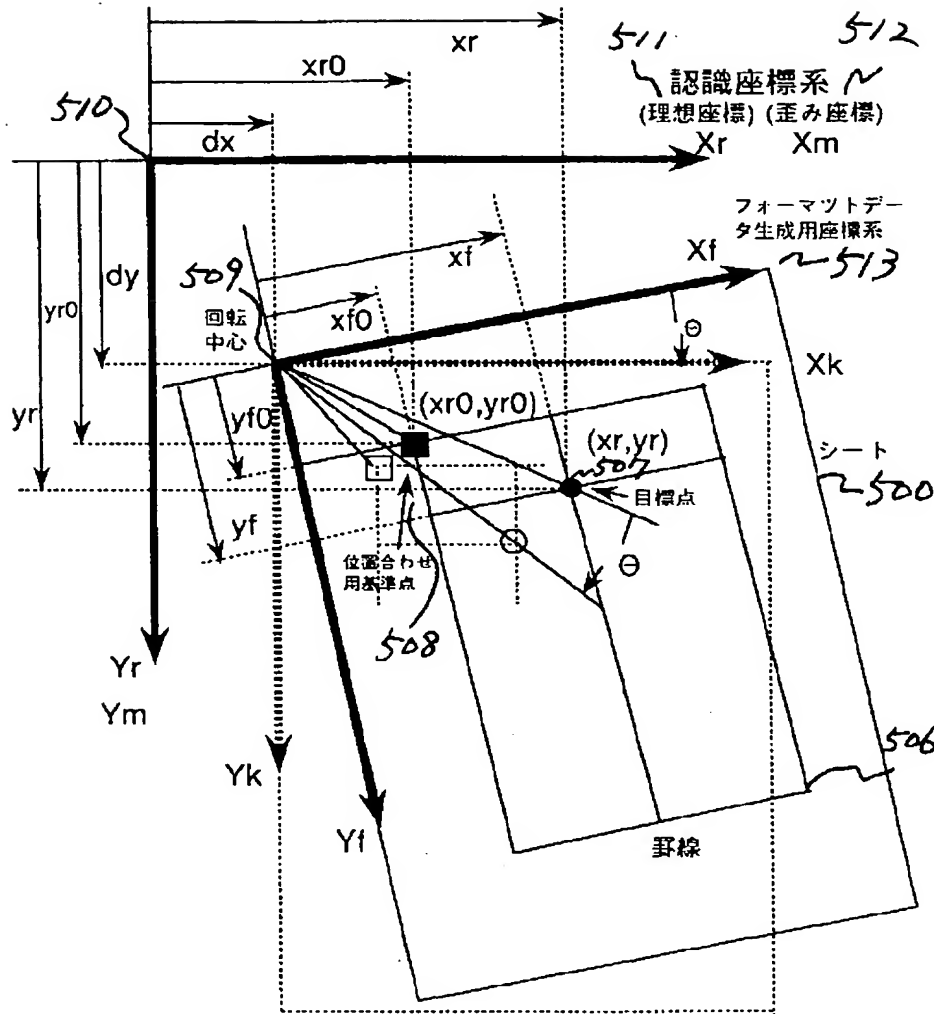 xr
511
512
xr0
認識座標系
510
(理想座標) (歪み座標)
dx
Xr
Xm
フォーマットデー
タ生成用座標系
Xf
513
xf
dy
509
yr0
回転
中心
xf0
Θ
Xk
yr
yf0
(xr0,yr0)
(xr,yr)
シート
507
500
目標点
yf
位置合わせ
用基準点
Θ
508
Yr
Ym
506
Yk
Yf
罫線